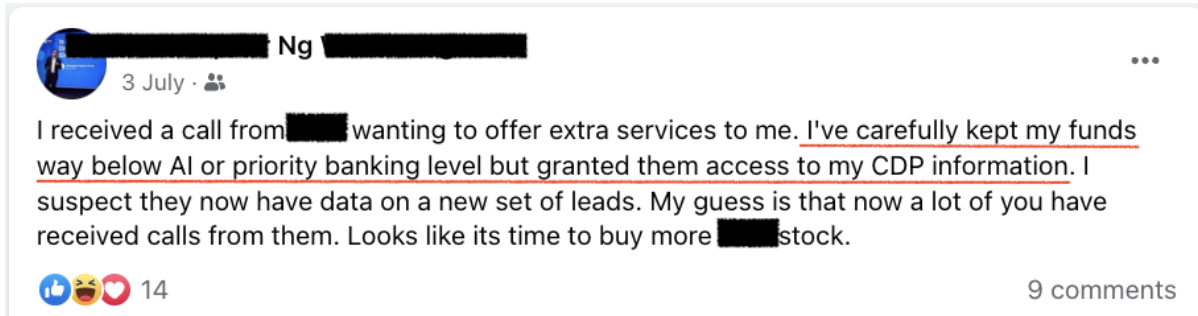 Ng
3 July ·
I received a call from wanting to offer extra services to me. I've carefully kept my funds
way below AI or priority banking level but granted them access to my CDP information. I
suspect they now have data on a new set of leads. My guess is that now a lot of you have
received calls from them. Looks like its time to buy more stock.
14
9 comments